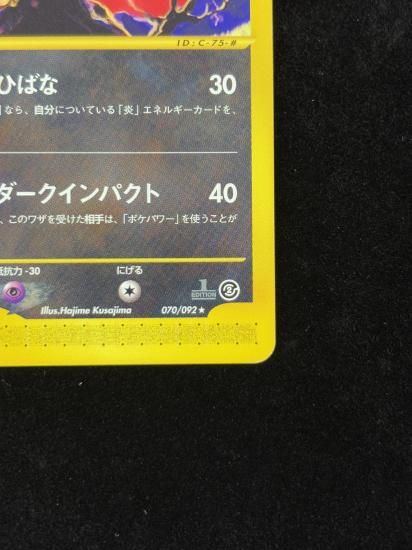 ID:C-75-#
ひばな 30
なら、自分についている「炎」エネルギーカードを、
ダークインパクト 40
、このワザを受けた相手は、「ポケパワー」を使うことが
抵抗力 -30 にげる
1 EDITION 2
Illus.Hajime Kusajima 070/092★